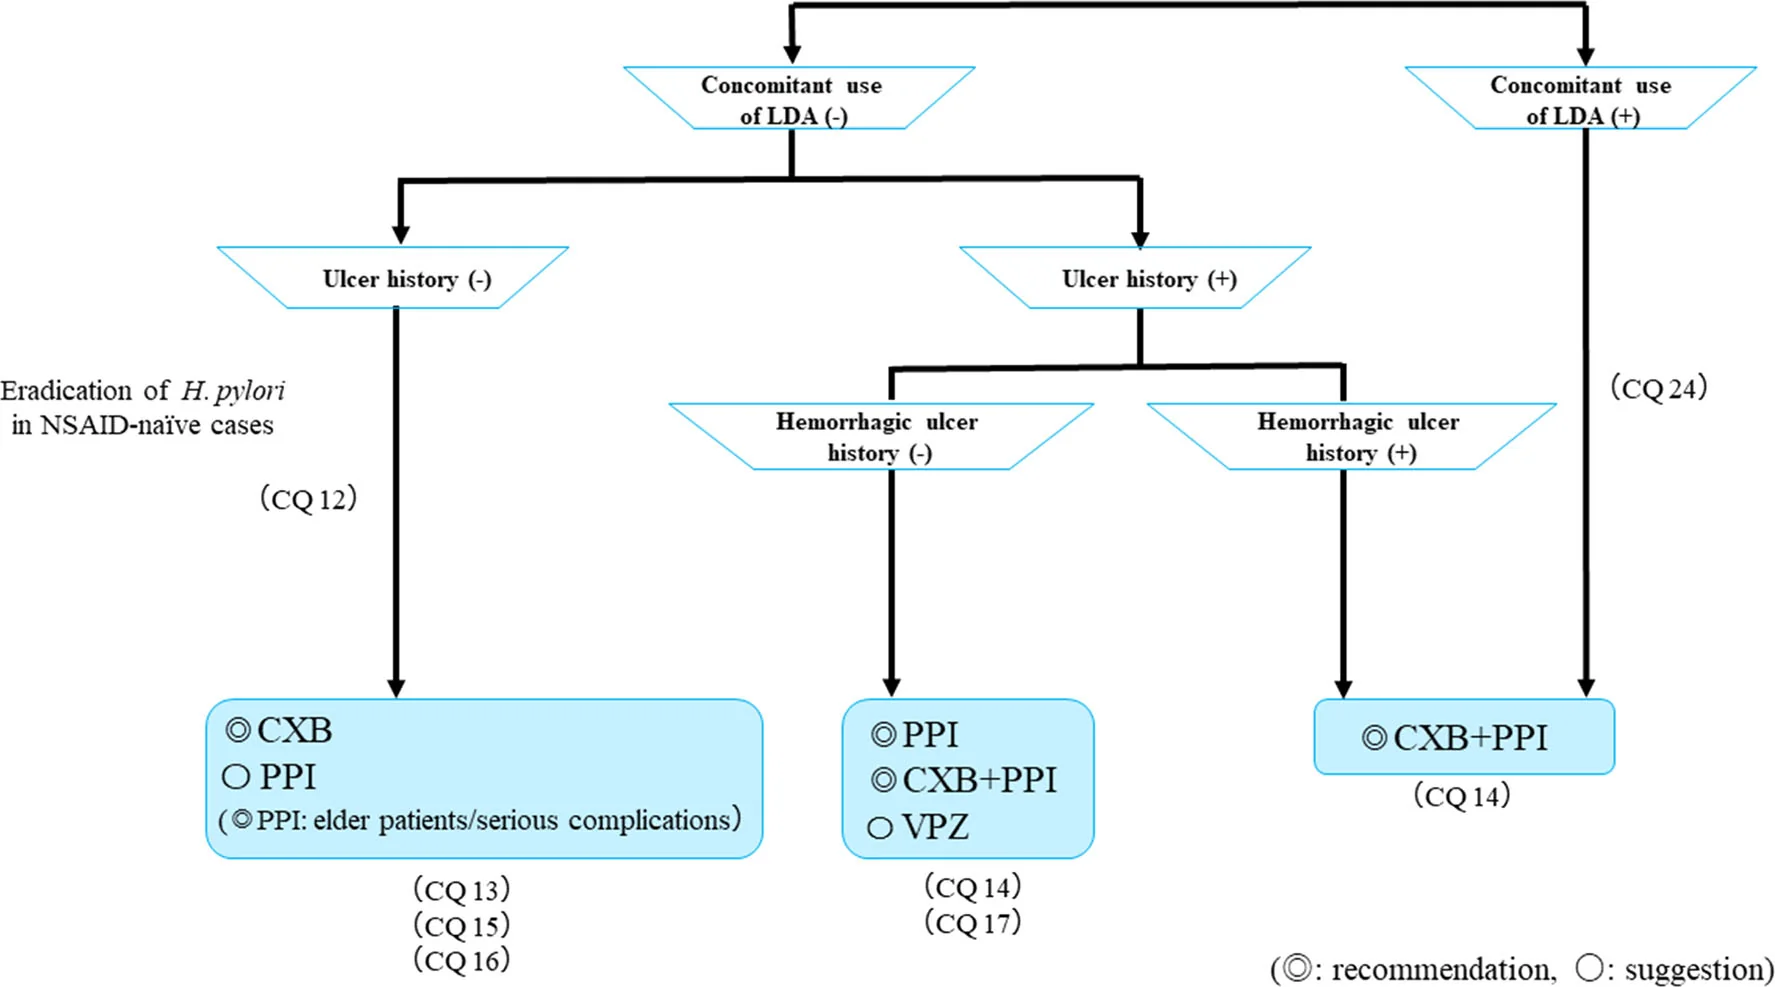 Concomitant use
of LDA (-)
Concomitant use
of LDA (+)
Ulcer history (-)
Ulcer history (+)
Eradication of H. pylori
in NSAID-naïve cases
(CQ 12)
Hemorrhagic ulcer
history (-)
Hemorrhagic ulcer
history (+)
(CQ 24)
◎CXB
○ PPI
(◎PPI: elder patients/serious complications)
(CQ 13)
(CQ 15)
(CQ 16)
◎PPI
◎CXB+PPI
○ VPZ
(CQ 14)
(CQ 17)
◎CXB+PPI
(CQ 14)
(◎: recommendation, ○: suggestion)